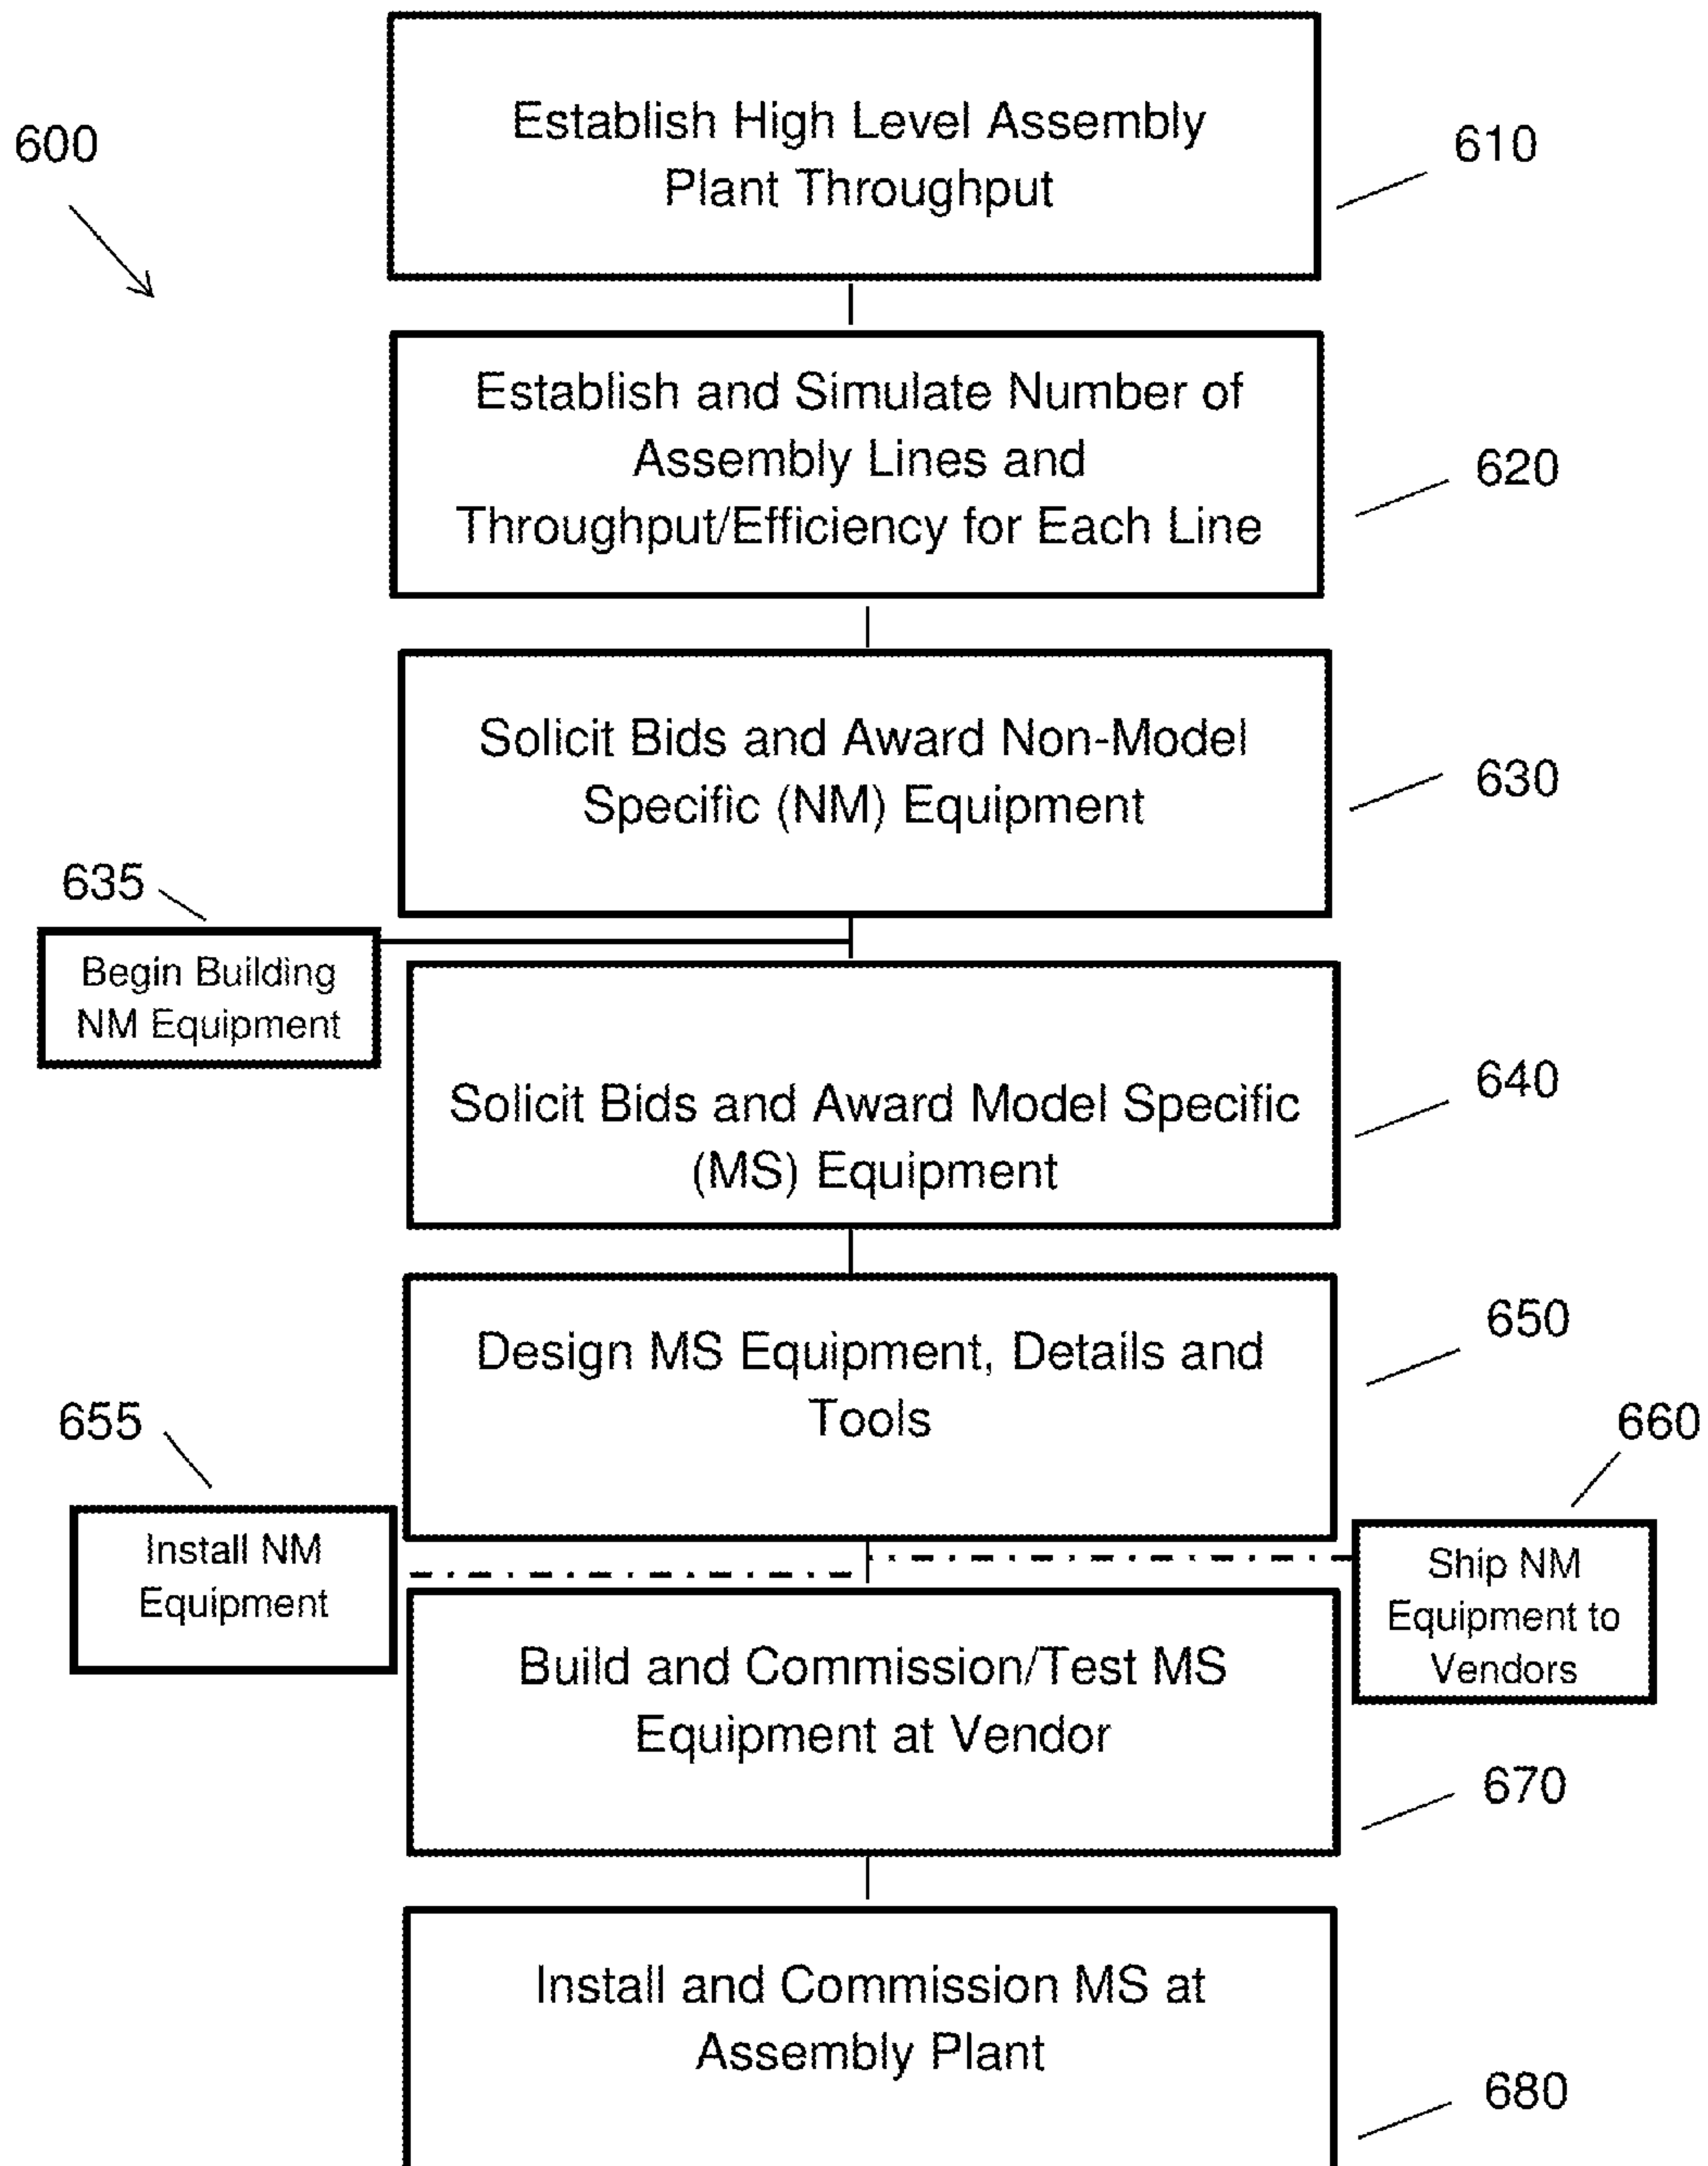 600
Establish High Level Assembly
Plant Throughput
610
Establish and Simulate Number of
Assembly Lines and
Throughput/Efficiency for Each Line
620
Solicit Bids and Award Non-Model
Specific (NM) Equipment
630
635
Begin Building
NM Equipment
Solicit Bids and Award Model Specific
(MS) Equipment
640
Design MS Equipment, Details and
Tools
650
655
Install NM
Equipment
660
Ship NM
Equipment to
Vendors
Build and Commission/Test MS
Equipment at Vendor
670
Install and Commission MS at
Assembly Plant
680